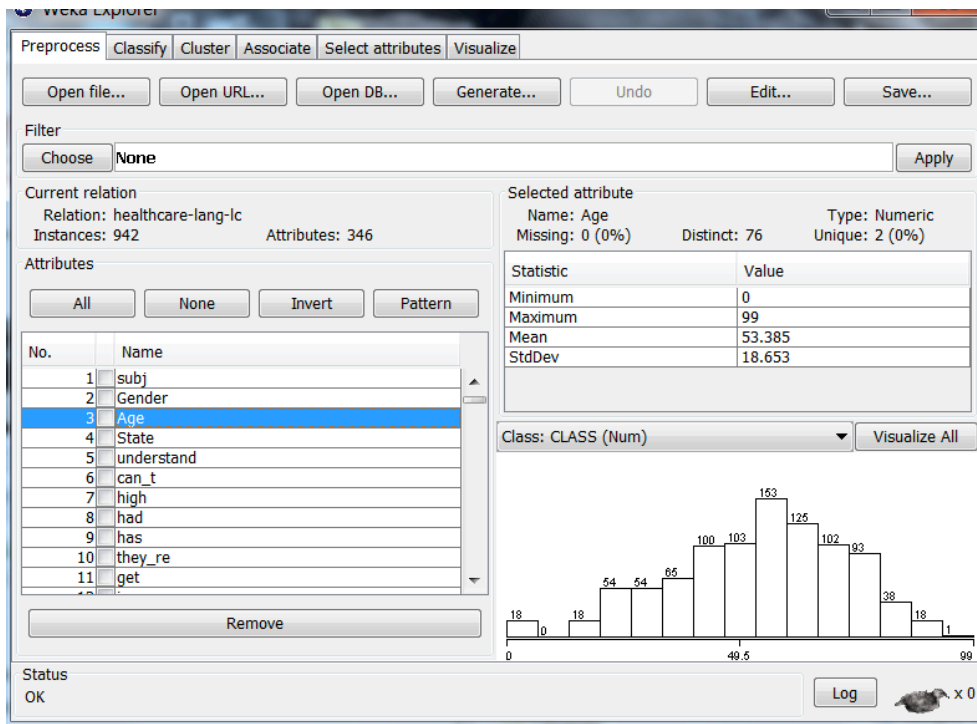 Weka Explorer
Preprocess Classify Cluster Associate Select attributes Visualize
Open file... Open URL... Open DB... Generate... Undo Edit... Save...
Filter
Choose None Apply
Current relation
Relation: healthcare-lang-lc
Instances: 942 Attributes: 346
Selected attribute
Name: Age Type: Numeric
Missing: 0 (0%) Distinct: 76 Unique: 2 (0%)
Attributes
All None Invert Pattern
No. Name
1 subj
2 Gender
3 Age
4 State
5 understand
6 can_t
7 high
8 had
9 has
10 they_re
11 get
Remove
Statistic Value
Minimum 0
Maximum 99
Mean 53.385
StdDev 18.653
Class: CLASS (Num) Visualize All
18 0 18 54 54 65 100 103 153 125 102 93 38 18 1
0 49.5 99
Status
OK
Log x 0